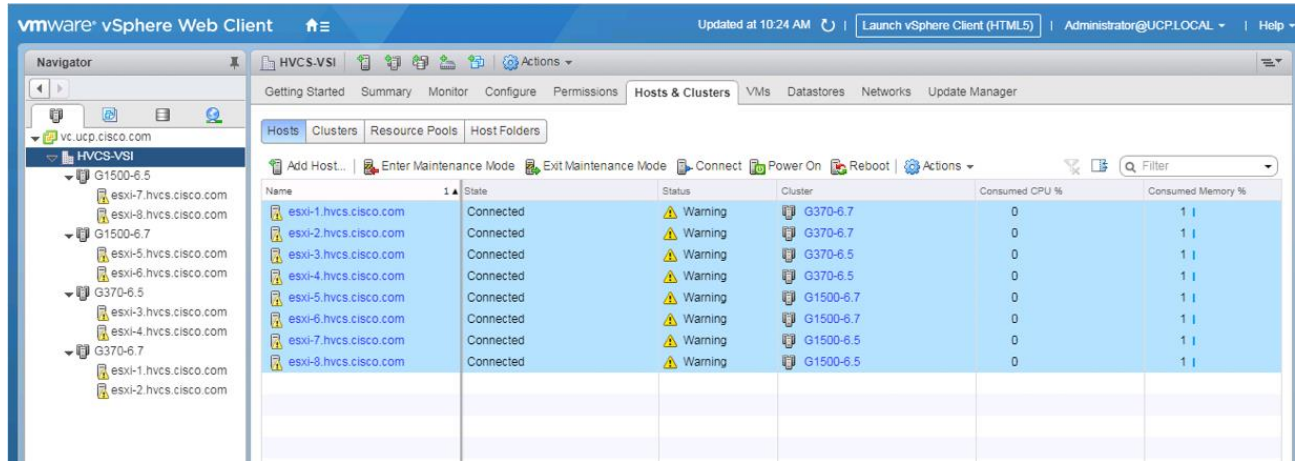 vmware® vSphere Web Client Updated at 10:24 AM | Launch vSphere Client (HTML5) | Administrator@UCP.LOCAL | Help
Navigator
vc.ucp.cisco.com
HVCS-VSI
G1500-6.5
esxi-7.hvcs.cisco.com
esxi-8.hvcs.cisco.com
G1500-6.7
esxi-5.hvcs.cisco.com
esxi-6.hvcs.cisco.com
G370-6.5
esxi-3.hvcs.cisco.com
esxi-4.hvcs.cisco.com
G370-6.7
esxi-1.hvcs.cisco.com
esxi-2.hvcs.cisco.com
HVCS-VSI | Actions
Getting Started Summary Monitor Configure Permissions Hosts & Clusters VMs Datastores Networks Update Manager
Hosts Clusters Resource Pools Host Folders
Add Host... | Enter Maintenance Mode Exit Maintenance Mode Connect Power On Reboot | Actions Filter
Name 1 State Status Cluster Consumed CPU % Consumed Memory %
esxi-1.hvcs.cisco.com Connected Warning G370-6.7 0 1
esxi-2.hvcs.cisco.com Connected Warning G370-6.7 0 1
esxi-3.hvcs.cisco.com Connected Warning G370-6.5 0 1
esxi-4.hvcs.cisco.com Connected Warning G370-6.5 0 1
esxi-5.hvcs.cisco.com Connected Warning G1500-6.7 0 1
esxi-6.hvcs.cisco.com Connected Warning G1500-6.7 0 1
esxi-7.hvcs.cisco.com Connected Warning G1500-6.5 0 1
esxi-8.hvcs.cisco.com Connected Warning G1500-6.5 0 1